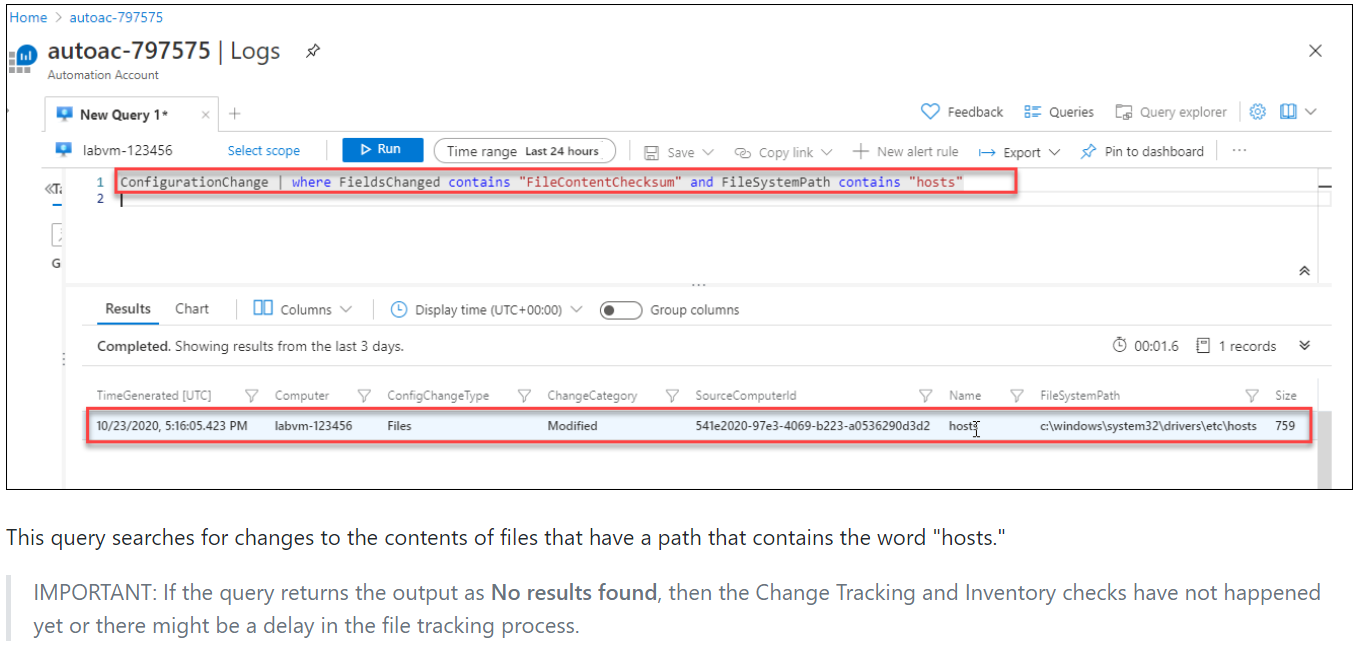 Home > autoac-797575
autoac-797575 | Logs
Automation Account
New Query 1* × +
Feedback Queries Query explorer
labvm-123456 Select scope Run Time range Last 24 hours Save Copy link New alert rule Export Pin to dashboard ...
1 ConfigurationChange | where FieldsChanged contains "FileContentChecksum" and FileSystemPath contains "hosts"
2
G
Results Chart Columns Display time (UTC+00:00) Group columns
Completed. Showing results from the last 3 days. 00:01.6 1 records
TimeGenerated [UTC] Computer ConfigChangeType ChangeCategory SourceComputerId Name FileSystemPath Size
10/23/2020, 5:16:05.423 PM labvm-123456 Files Modified 541e2020-97e3-4069-b223-a0536290d3d2 hosts c:\windows\system32\drivers\etc\hosts 759
This query searches for changes to the contents of files that have a path that contains the word "hosts."
IMPORTANT: If the query returns the output as No results found, then the Change Tracking and Inventory checks have not happened
yet or there might be a delay in the file tracking process.